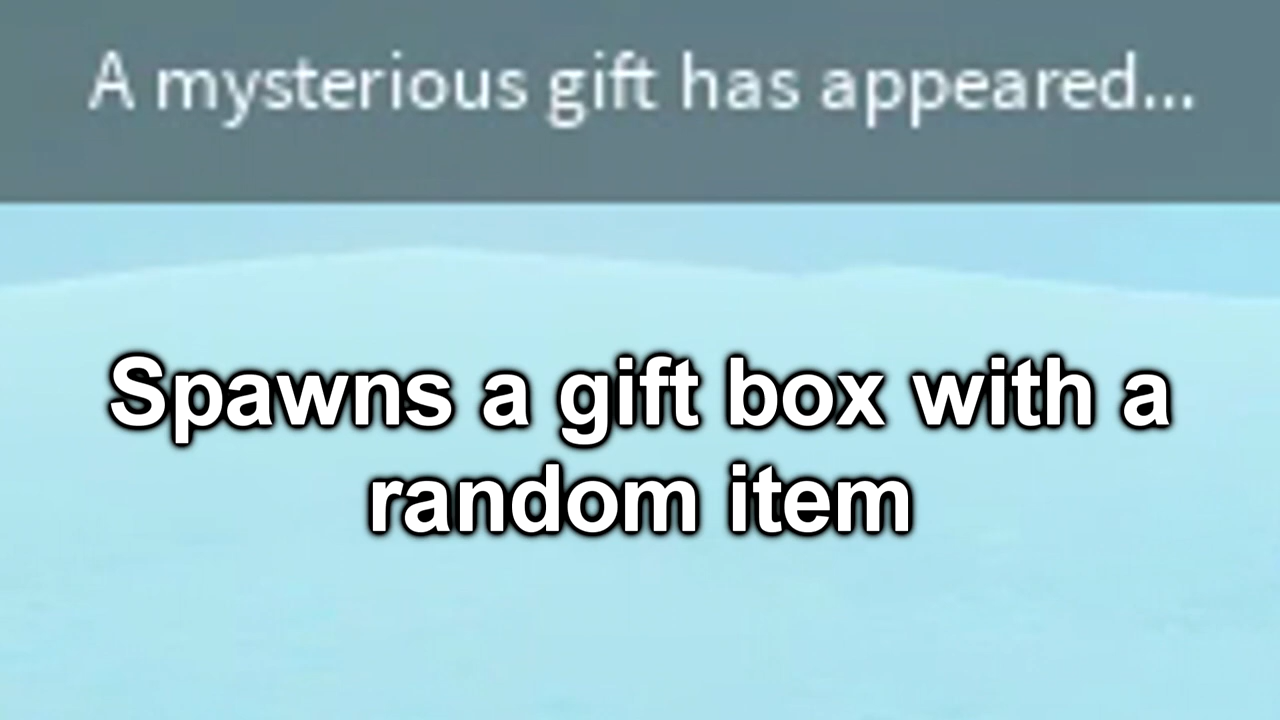 A mysterious gift has appeared...
Spawns a gift box with a
random item